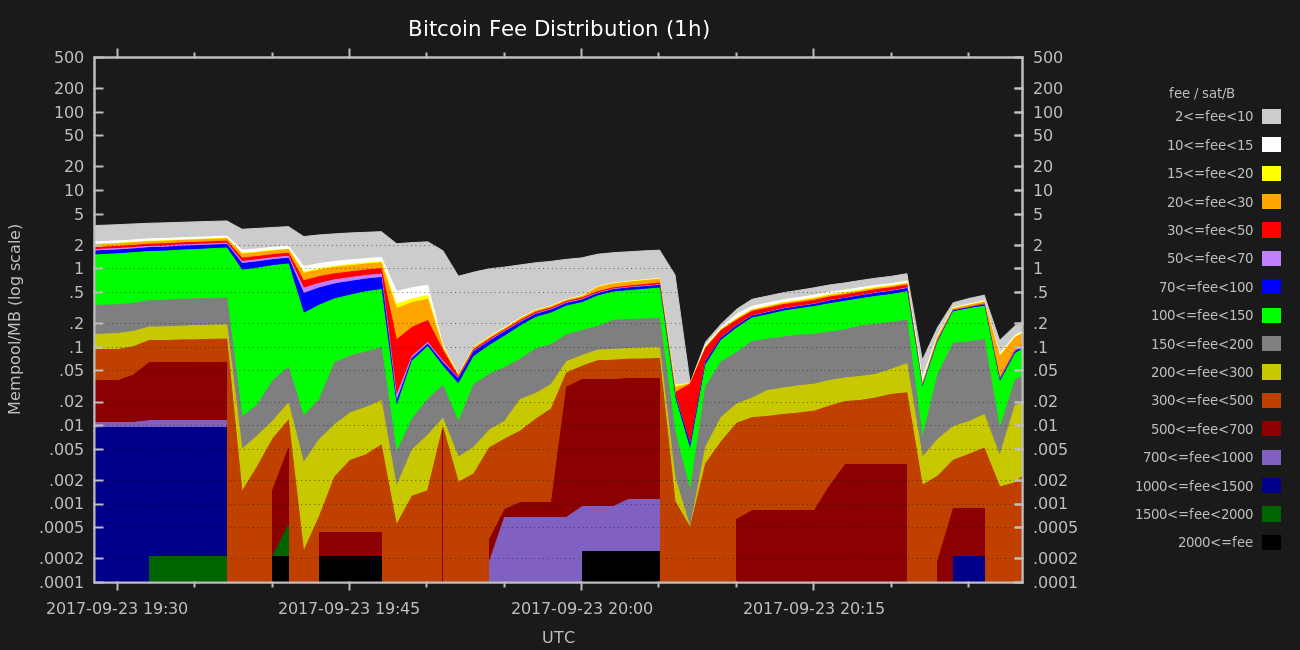 Bitcoin Fee Distribution (1h)
Mempool/MB (log scale)
500
200
100
50
20
10
5
2
1
.5
.2
.1
.05
.02
.01
.005
.002
.001
.0005
.0002
.0001
500
200
100
50
20
10
5
2
1
.5
.2
.1
.05
.02
.01
.005
.002
.001
.0005
.0002
.0001
2017-09-23 19:30
2017-09-23 19:45
2017-09-23 20:00
2017-09-23 20:15
UTC
fee / sat/B
2<=fee<10
10<=fee<15
15<=fee<20
20<=fee<30
30<=fee<50
50<=fee<70
70<=fee<100
100<=fee<150
150<=fee<200
200<=fee<300
300<=fee<500
500<=fee<700
700<=fee<1000
1000<=fee<1500
1500<=fee<2000
2000<=fee